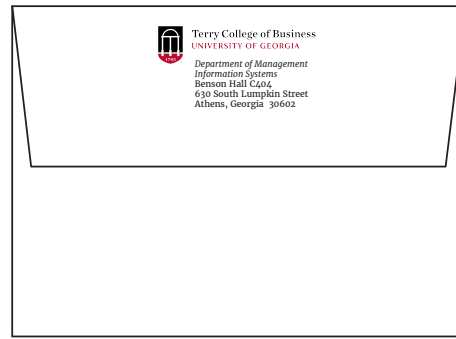 Terry College of Business
UNIVERSITY OF GEORGIA
1785
Department of Management
Information Systems
Benson Hall C404
630 South Lumpkin Street
Athens, Georgia  30602